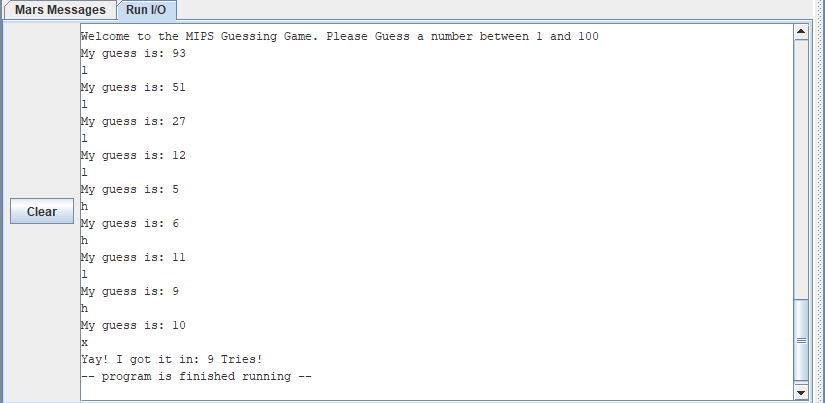 Mars Messages Run I/O
Welcome to the MIPS Guessing Game. Please Guess a number between 1 and 100
My guess is: 93
l
My guess is: 51
l
My guess is: 27
l
My guess is: 12
l
My guess is: 5
h
My guess is: 6
h
My guess is: 11
l
My guess is: 9
h
My guess is: 10
x
Yay! I got it in: 9 Tries!
-- program is finished running --
Clear